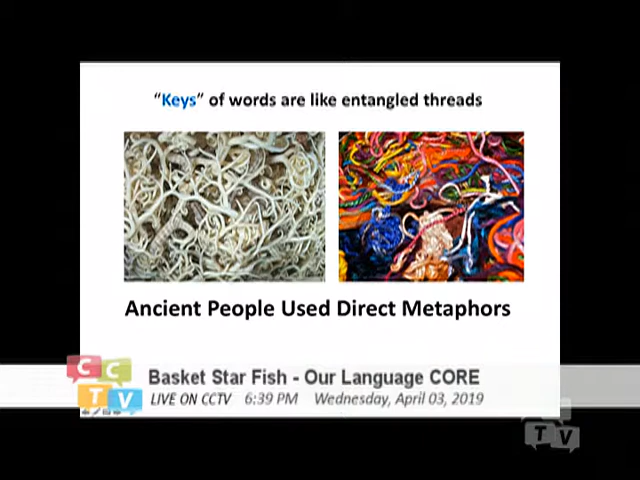 “Keys” of words are like entangled threads
Ancient People Used Direct Metaphors
CCTV
Basket Star Fish - Our Language CORE
LIVE ON CCTV 6:39 PM Wednesday, April 03, 2019
TV